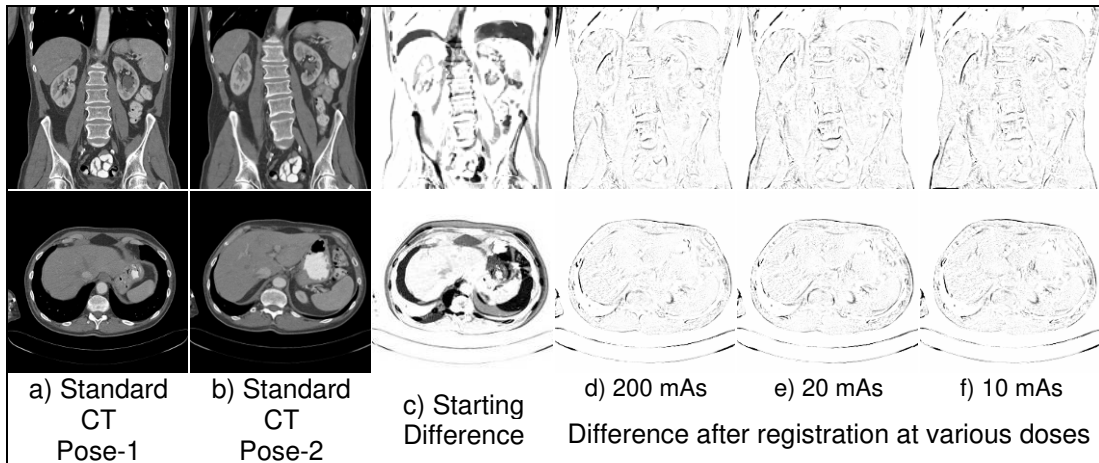 a) Standard
CT
Pose-1
b) Standard
CT
Pose-2
c) Starting
Difference
d) 200 mAs
e) 20 mAs
f) 10 mAs
Difference after registration at various doses